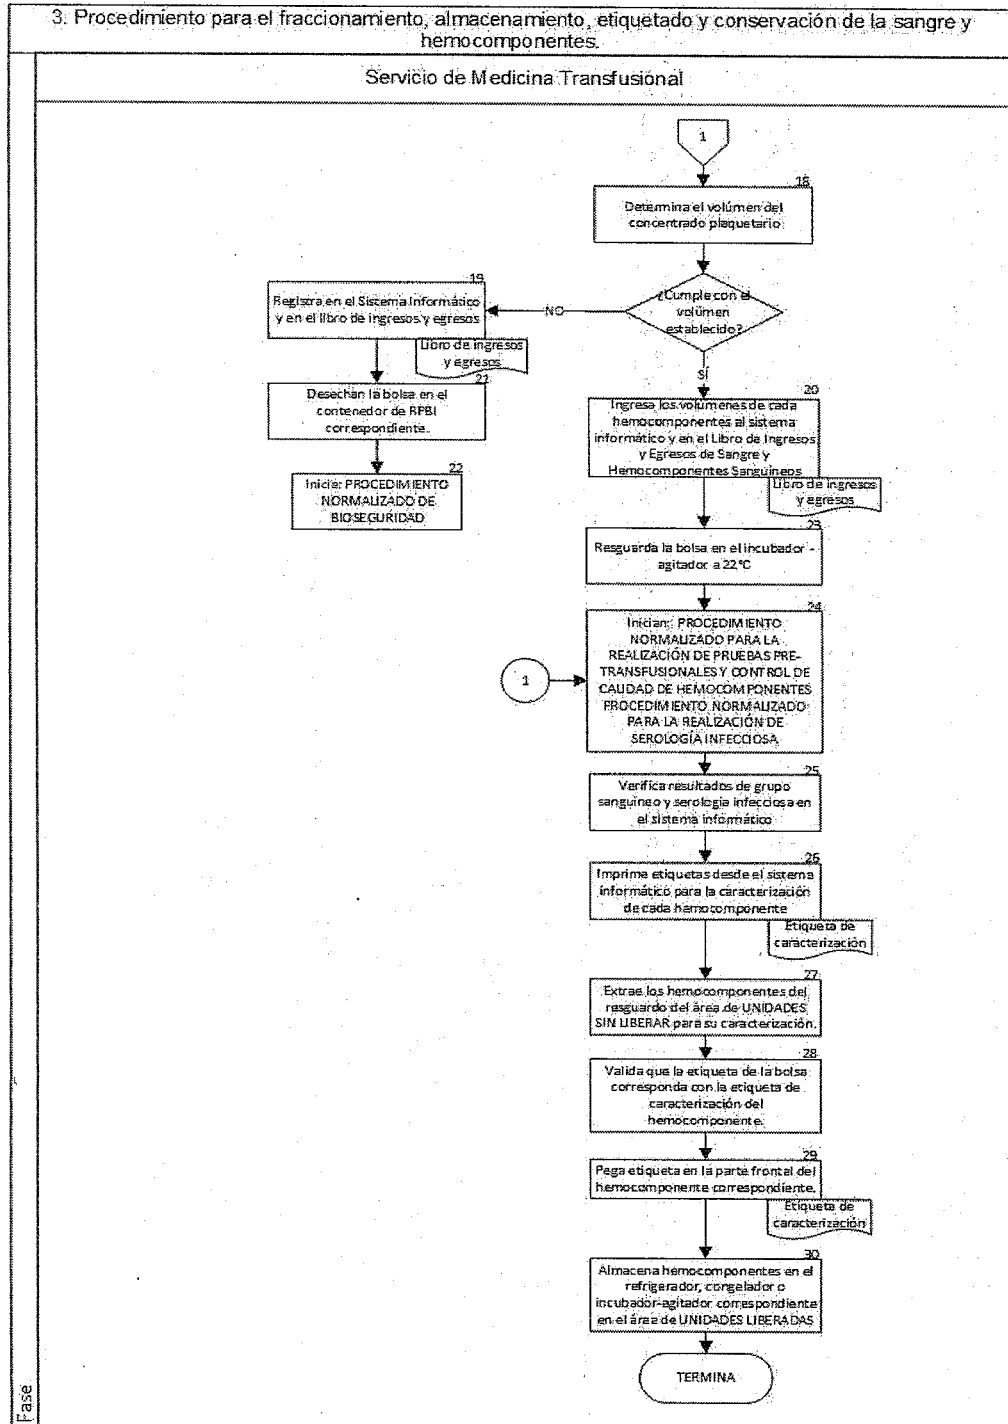 3. Procedimiento para el fraccionamiento, almacenamiento, etiquetado y conservación de la sangre y
hemocomponentes.
Servicio de Medicina Transfusional
1
18
Determina el volúmen del
concentrado plaquetario
¿Cumple con el
volúmen
establecido?
NO
19
Registra en el Sistema Informático
y en el libro de ingresos y egresos
Libro de ingresos
y egresos
21
Desechan la bolsa en el
contenedor de RPBI
correspondiente.
22
Inicia: PROCEDIMIENTO
NORMALIZADO DE
BIOSEGURIDAD
SÍ
20
Ingresa los volúmenes de cada
hemocomponentes al sistema
informático y en el Libro de Ingresos
y Egresos de Sangre y
Hemocomponentes Sanguíneos
Libro de ingresos
y egresos
23
Resguarda la bolsa en el incubador -
agitador a 22°C
24
Inician: PROCEDIMIENTO
NORMALIZADO PARA LA
REALIZACIÓN DE PRUEBAS PRE-
TRANSFUSIONALES Y CONTROL DE
CALIDAD DE HEMOCOMPONENTES
PROCEDIMIENTO NORMALIZADO
PARA LA REALIZACIÓN DE
SEROLOGÍA INFECCIOSA
1
25
Verifica resultados de grupo
sanguíneo y serología infecciosa en
el sistema informático
26
Imprime etiquetas desde el sistema
informático para la caracterización
de cada hemocomponente
Etiqueta de
caracterización
27
Extrae los hemocomponentes del
resguardo del área de UNIDADES
SIN LIBERAR para su caracterización.
28
Valida que la etiqueta de la bolsa
corresponda con la etiqueta de
caracterización del
hemocomponente.
29
Pega etiqueta en la parte frontal del
hemocomponente correspondiente.
Etiqueta de
caracterización
30
Almacena hemocomponentes en el
refrigerador, congelador o
incubador-agitador correspondiente
en el área de UNIDADES LIBERADAS
TERMINA
Fase